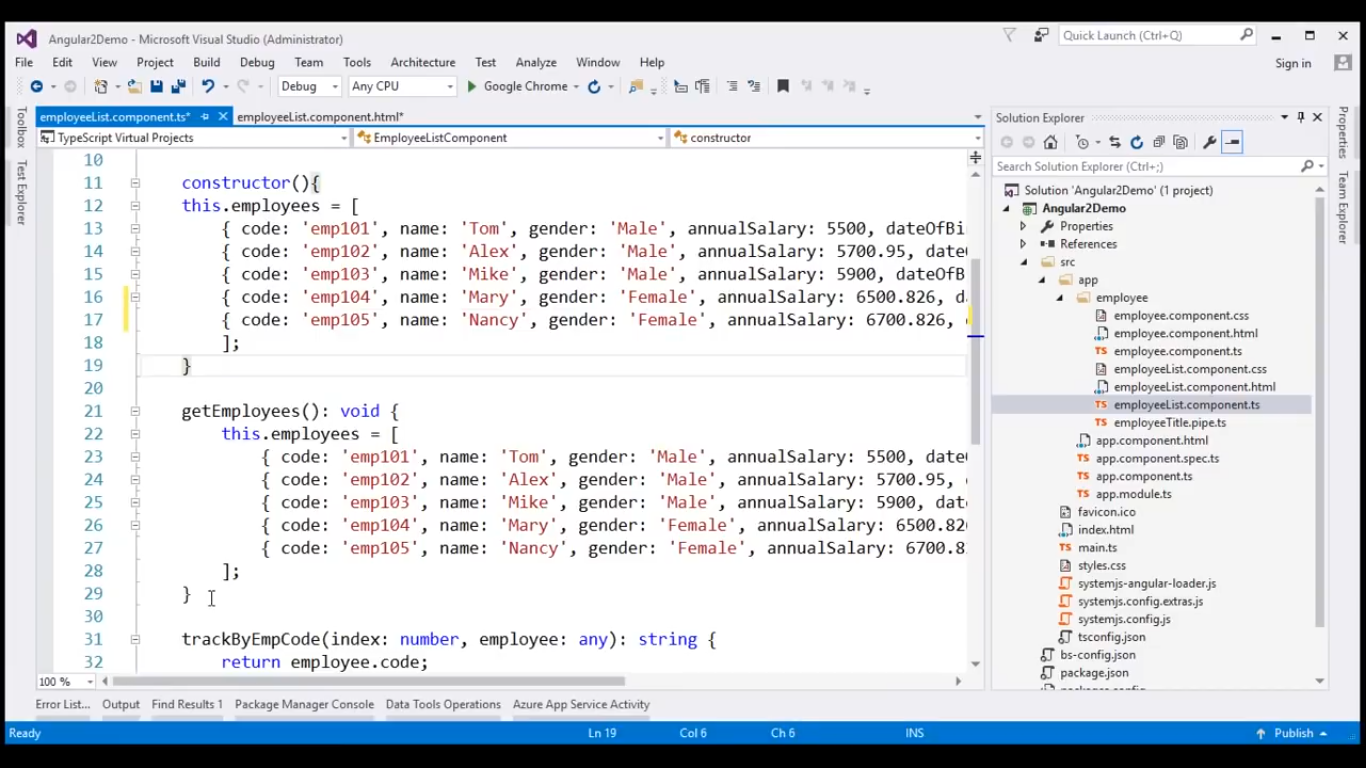 Angular2Demo - Microsoft Visual Studio (Administrator)
Quick Launch (Ctrl+Q)
File Edit View Project Build Debug Team Tools Architecture Test Analyze Window Help
Sign in
Debug Any CPU Google Chrome
employeeList.component.ts* employeeList.component.html*
TypeScript Virtual Projects EmployeeListComponent constructor
Toolbox
Test Explorer
10
11 constructor(){
12 this.employees = [
13 { code: 'emp101', name: 'Tom', gender: 'Male', annualSalary: 5500, dateOfBi
14 { code: 'emp102', name: 'Alex', gender: 'Male', annualSalary: 5700.95, date
15 { code: 'emp103', name: 'Mike', gender: 'Male', annualSalary: 5900, dateOfB
16 { code: 'emp104', name: 'Mary', gender: 'Female', annualSalary: 6500.826, da
17 { code: 'emp105', name: 'Nancy', gender: 'Female', annualSalary: 6700.826,
18 ];
19 }
20
21 getEmployees(): void {
22 this.employees = [
23 { code: 'emp101', name: 'Tom', gender: 'Male', annualSalary: 5500, date
24 { code: 'emp102', name: 'Alex', gender: 'Male', annualSalary: 5700.95,
25 { code: 'emp103', name: 'Mike', gender: 'Male', annualSalary: 5900, dat
26 { code: 'emp104', name: 'Mary', gender: 'Female', annualSalary: 6500.82
27 { code: 'emp105', name: 'Nancy', gender: 'Female', annualSalary: 6700.8
28 ];
29 }
30
31 trackByEmpCode(index: number, employee: any): string {
32 return employee.code;
100 %
Solution Explorer
Search Solution Explorer (Ctrl+;)
Solution 'Angular2Demo' (1 project)
Angular2Demo
Properties
References
src
app
employee
employee.component.css
employee.component.html
TS employee.component.ts
employeeList.component.css
employeeList.component.html
TS employeeList.component.ts
TS employeeTitle.pipe.ts
app.component.html
TS app.component.spec.ts
TS app.component.ts
TS app.module.ts
favicon.ico
index.html
TS main.ts
styles.css
systemjs-angular-loader.js
systemjs.config.extras.js
systemjs.config.js
tsconfig.json
bs-config.json
package.json
Properties
Team Explorer
Error List... Output Find Results 1 Package Manager Console Data Tools Operations Azure App Service Activity
Ready Ln 19 Col 6 Ch 6 INS Publish